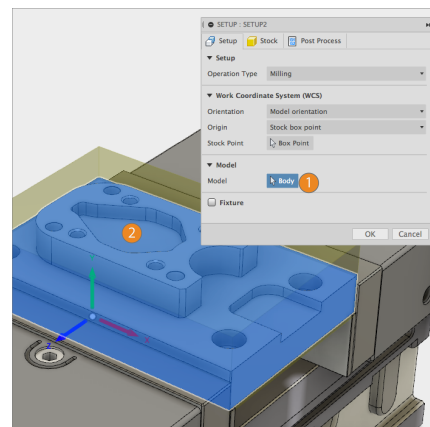 SETUP : SETUP2
Setup
Stock
Post Process
Setup
Operation Type
Milling
Work Coordinate System (WCS)
Orientation
Model orientation
Origin
Stock box point
Stock Point
Box Point
Model
Model
Body
1
Fixture
OK
Cancel
2
X
Z